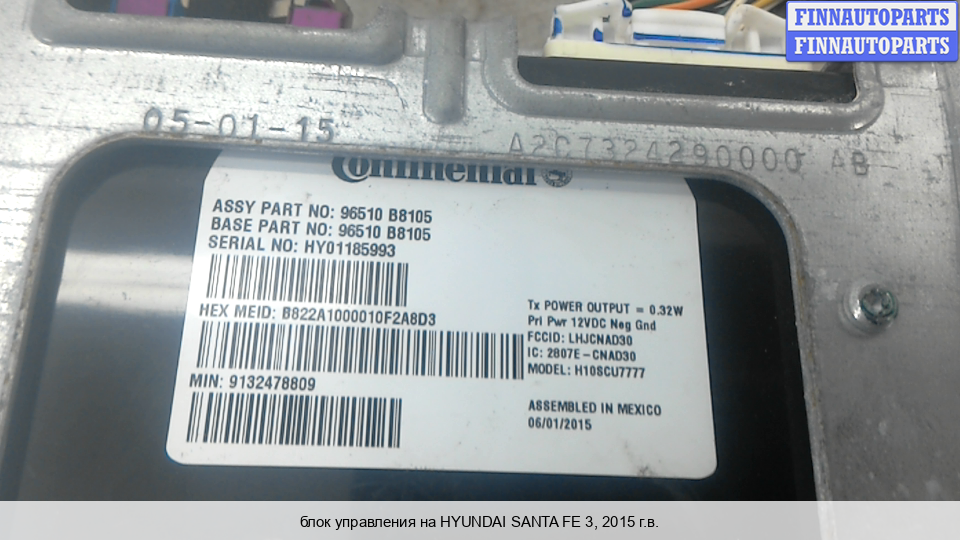 FINNAUTOPARTS
FINNAUTOPARTS
05-01-15
A2C7324290000 AB
Continental
ASSY PART NO: 96510 B8105
BASE PART NO: 96510 B8105
SERIAL NO: HY01185993
HEX MEID: B822A1000010F2A8D3
MIN: 9132478809
Tx POWER OUTPUT = 0.32W
Pri Pwr 12VDC Neg Gnd
FCCID: LHJCNAD30
IC: 2807E-CNAD30
MODEL: H10SCU7777
ASSEMBLED IN MEXICO
06/01/2015
блок управления на HYUNDAI SANTA FE 3, 2015 г.в.